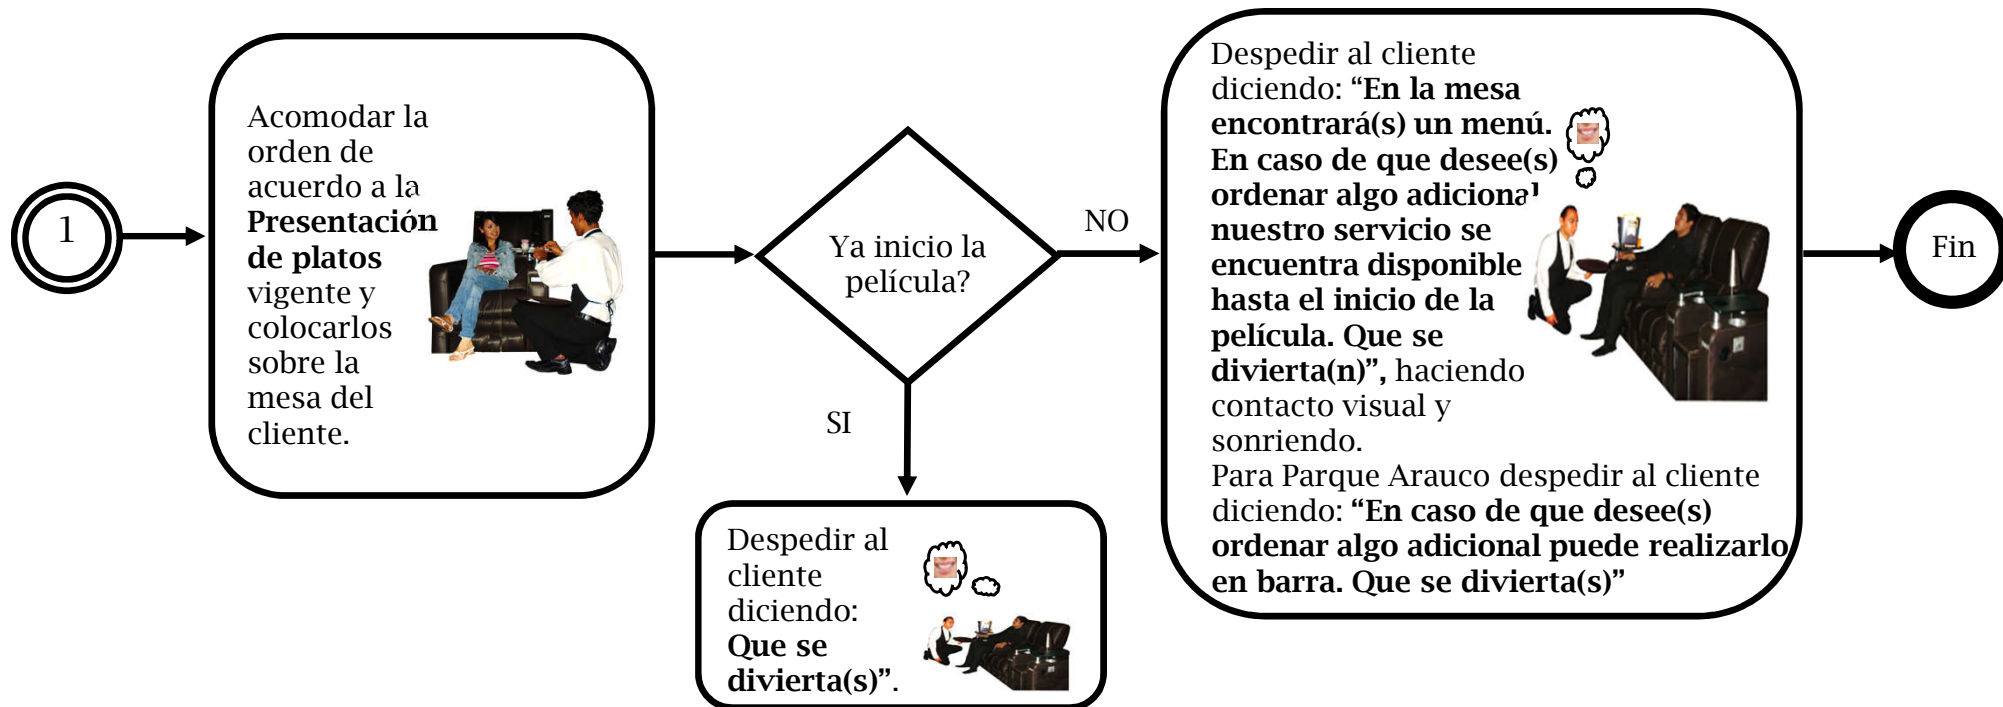 1
Acomodar la
orden de
acuerdo a la
Presentación
de platos
vigente y
colocarlos
sobre la
mesa del
cliente.
Ya inicio la
película?
NO
SI
Despedir al
cliente
diciendo:
Que se
divierta(s)”.
Despedir al cliente
diciendo: “En la mesa
encontrará(s) un menú.
En caso de que desee(s)
ordenar algo adicional
nuestro servicio se
encuentra disponible
hasta el inicio de la
película. Que se
divierta(n)”, haciendo
contacto visual y
sonriendo.
Para Parque Arauco despedir al cliente
diciendo: “En caso de que desee(s)
ordenar algo adicional puede realizarlo
en barra. Que se divierta(s)”
Fin